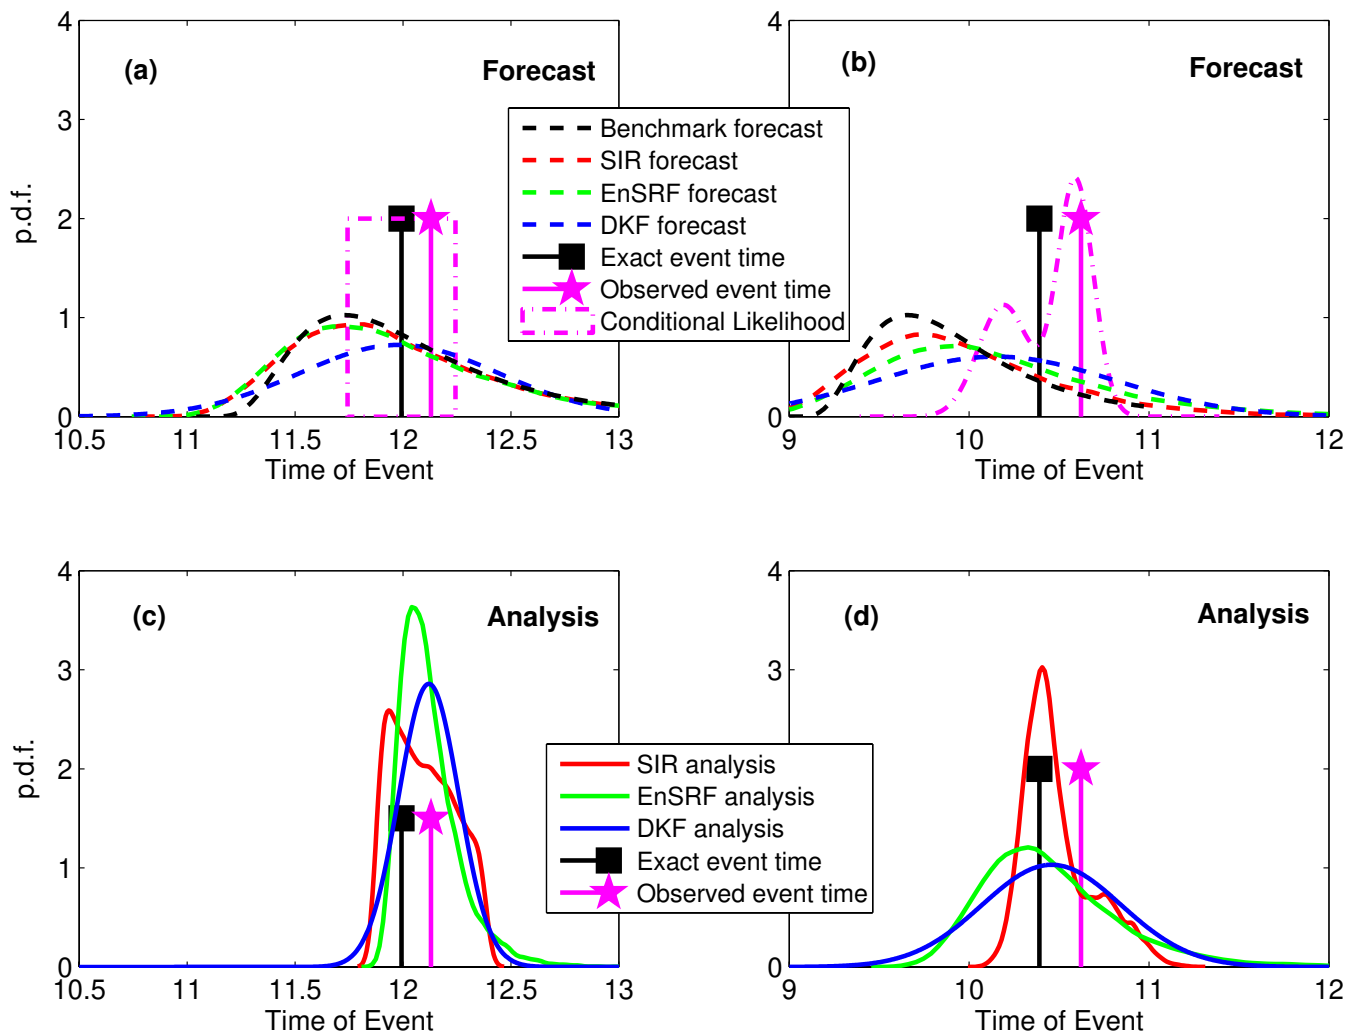 (a)
Forecast
4
3
2
1
0
p.d.f.
10.5
11
11.5
12
12.5
13
Time of Event
(b)
Forecast
4
3
2
1
0
9
10
11
12
Time of Event
Benchmark forecast
SIR forecast
EnSRF forecast
DKF forecast
Exact event time
Observed event time
Conditional Likelihood
(c)
Analysis
4
3
2
1
0
p.d.f.
10.5
11
11.5
12
12.5
13
Time of Event
(d)
Analysis
4
3
2
1
0
9
10
11
12
Time of Event
SIR analysis
EnSRF analysis
DKF analysis
Exact event time
Observed event time